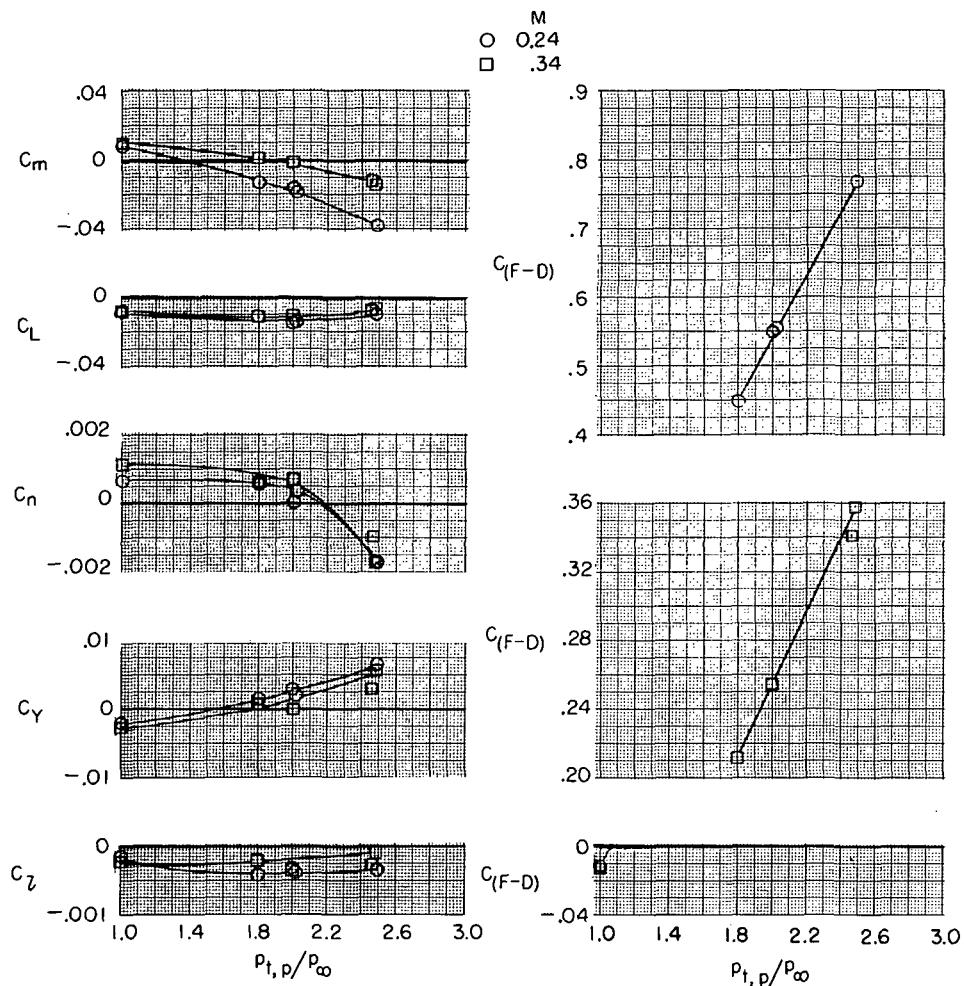 M
○ 0.24
□ .34
.04
0
-.04
C_m
0
-.04
C_L
.002
0
-.002
C_n
.01
0
-.01
C_Y
0
-.001
C_l
1.0 1.4 1.8 2.2 2.6 3.0
p_t,p/p_∞
.9
.8
.7
.6
.5
.4
C_(F-D)
.36
.32
.28
.24
.20
C_(F-D)
0
-.04
C_(F-D)
1.0 1.4 1.8 2.2 2.6 3.0
p_t,p/p_∞